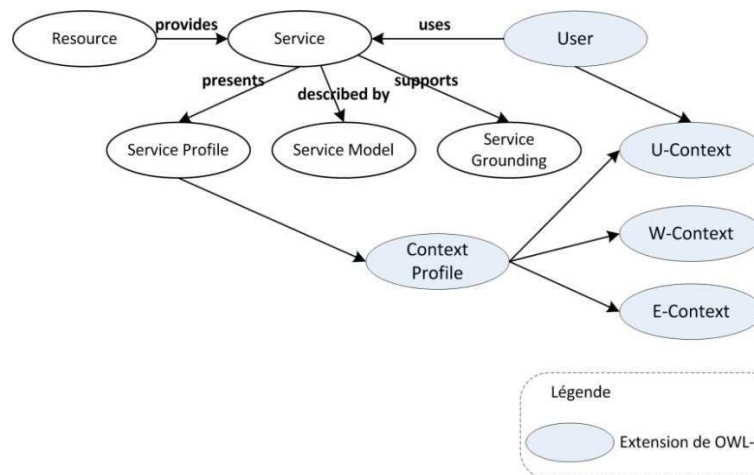 provides
uses
Resource
Service
User
presents
described by
supports
Service Profile
Service Model
Service
Grounding
U-Context
Context
Profile
W-Context
E-Context
Légende
Extension de OWL-